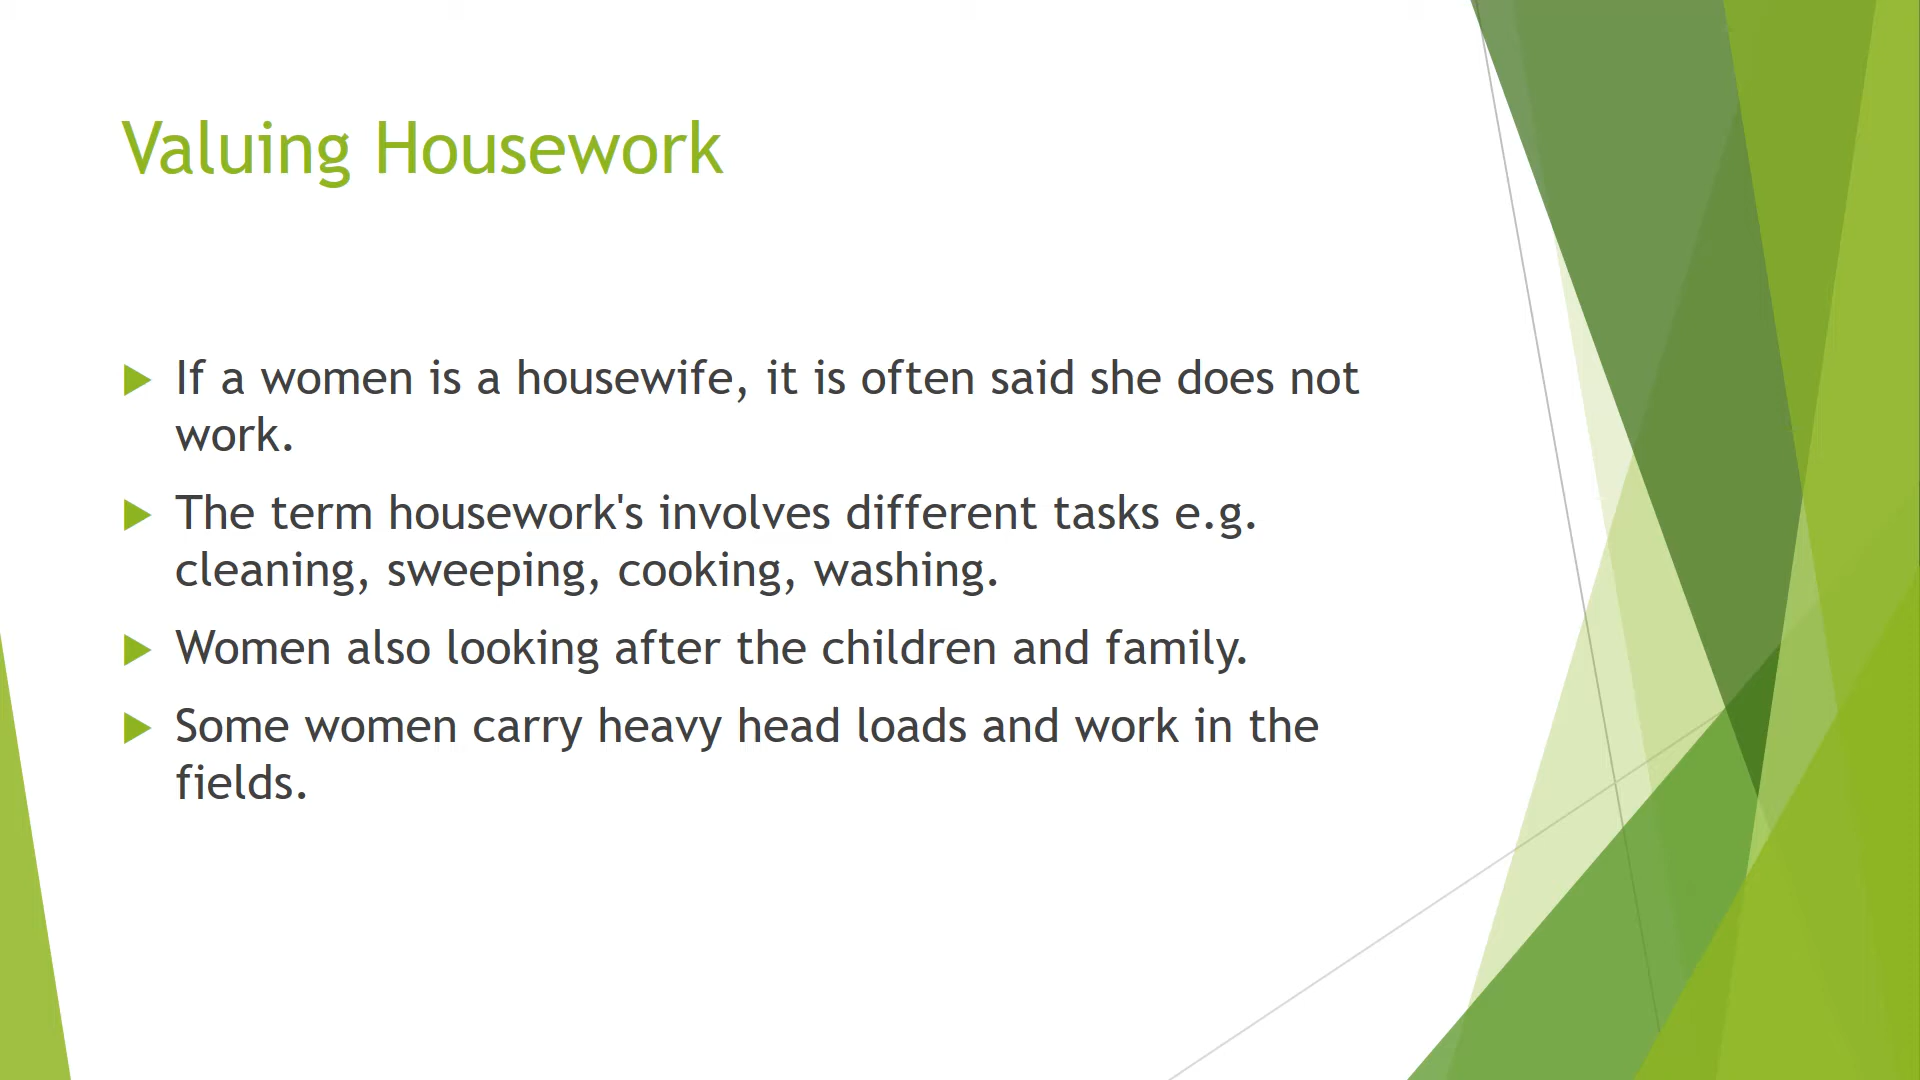 Valuing Housework
If a women is a housewife, it is often said she does not
work.
The term housework's involves different tasks e.g.
cleaning, sweeping, cooking, washing.
Women also looking after the children and family.
Some women carry heavy head loads and work in the
fields.